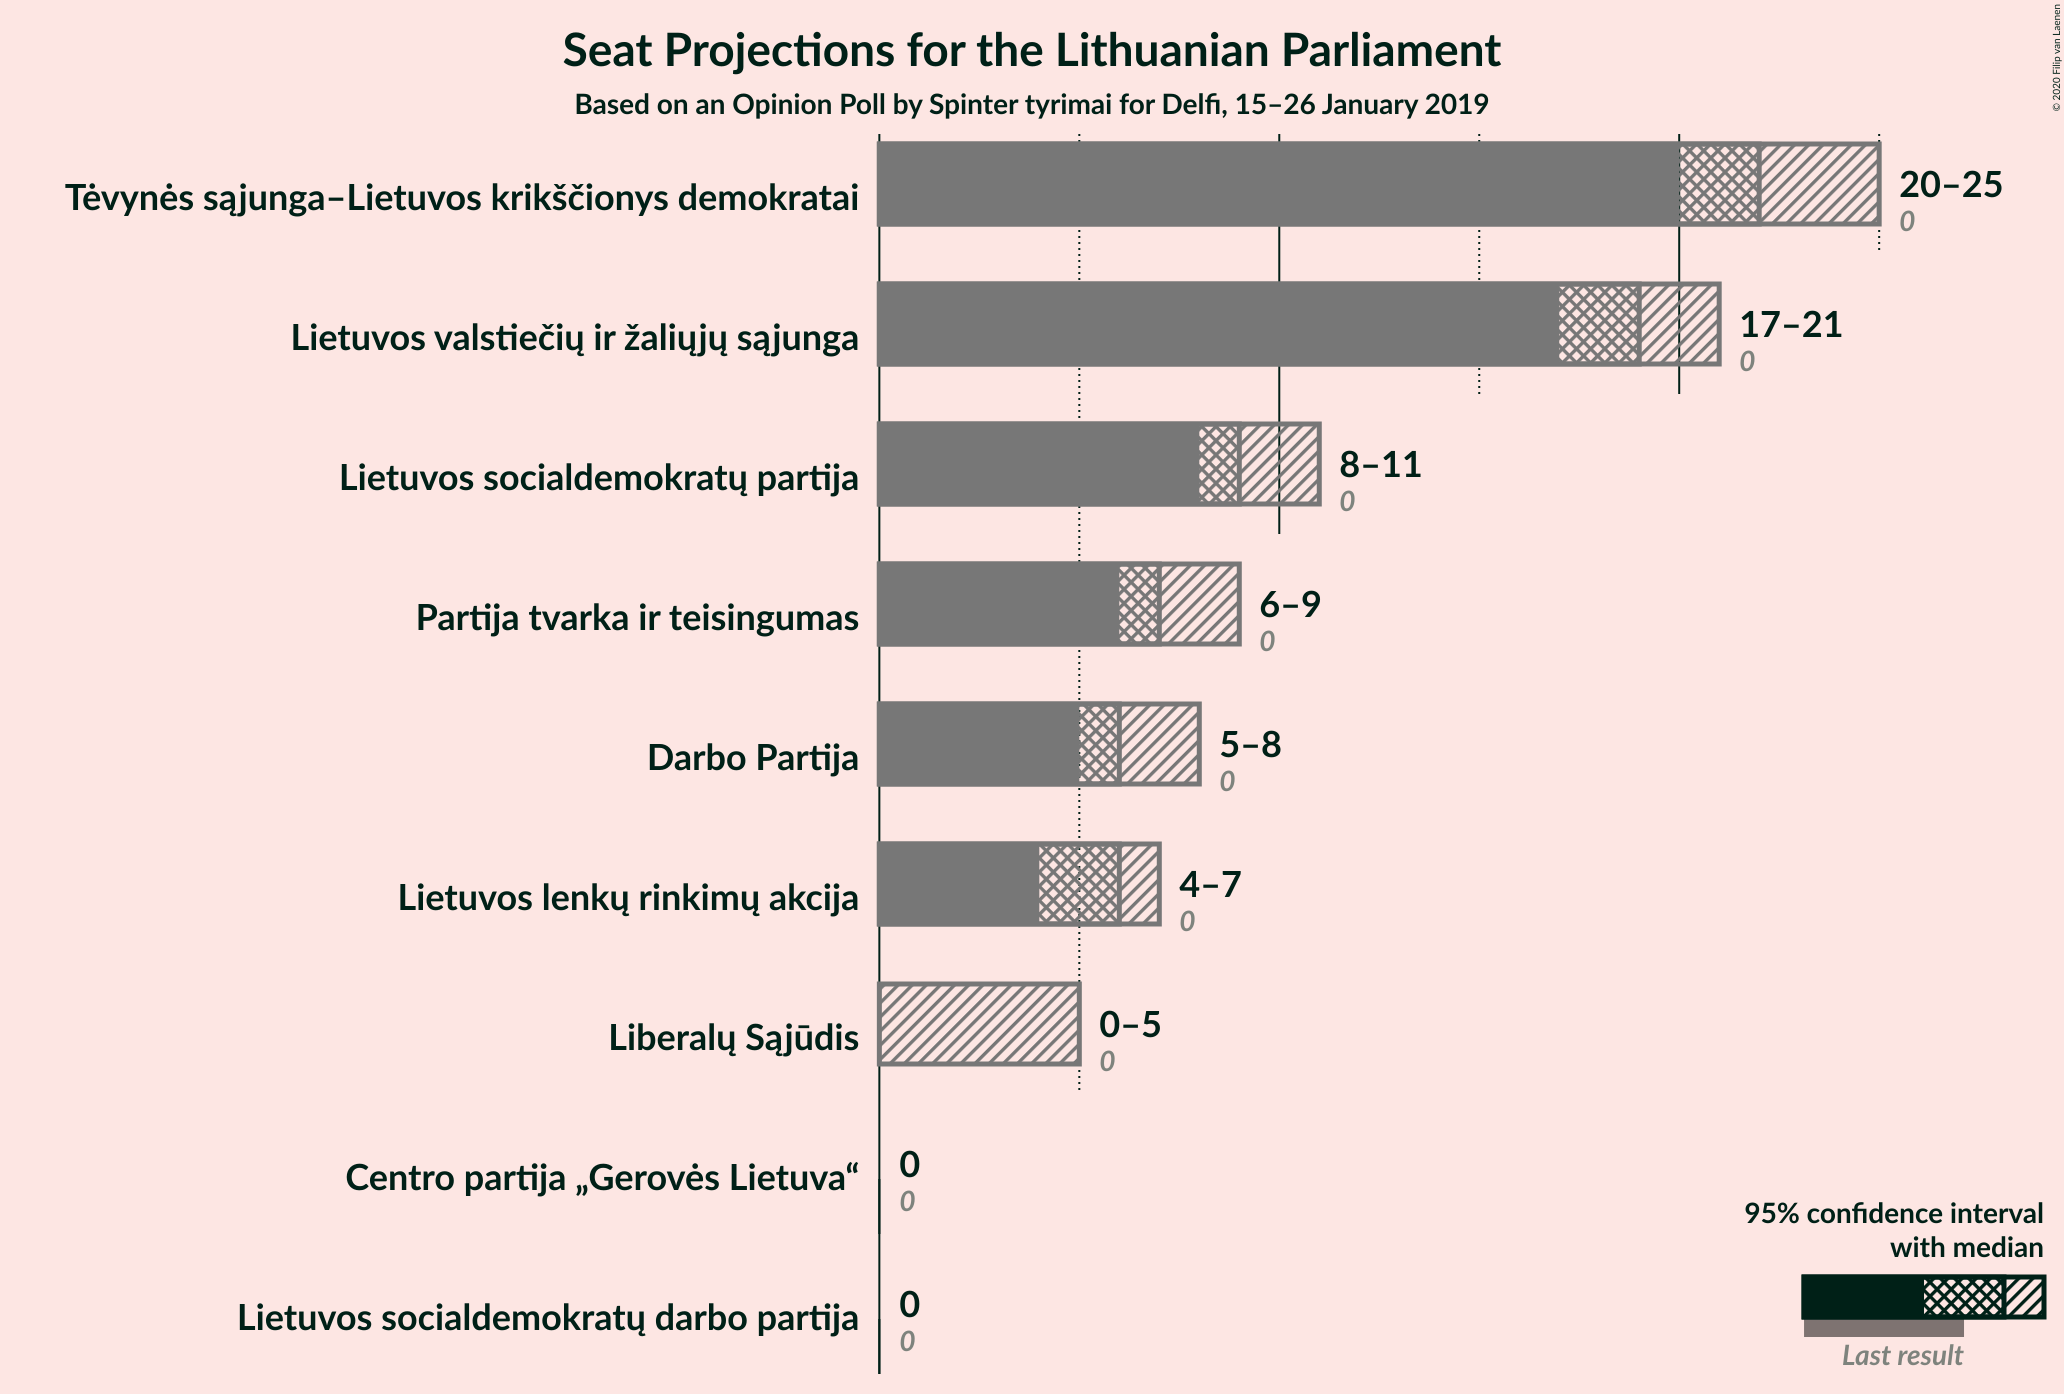 Seat Projections for the Lithuanian Parliament
Based on an Opinion Poll by Spinter tyrimai for Delfi, 15–26 January 2019
© 2020 Filip van Laenen
Tėvynės sąjunga–Lietuvos krikščionys demokratai
20–25
0
Lietuvos valstiečių ir žaliųjų sąjunga
17–21
0
Lietuvos socialdemokratų partija
8–11
0
Partija tvarka ir teisingumas
6–9
0
Darbo Partija
5–8
0
Lietuvos lenkų rinkimų akcija
4–7
0
Liberalų Sąjūdis
0–5
0
Centro partija „Gerovės Lietuva“
0
0
Lietuvos socialdemokratų darbo partija
0
0
95% confidence interval
with median
Last result